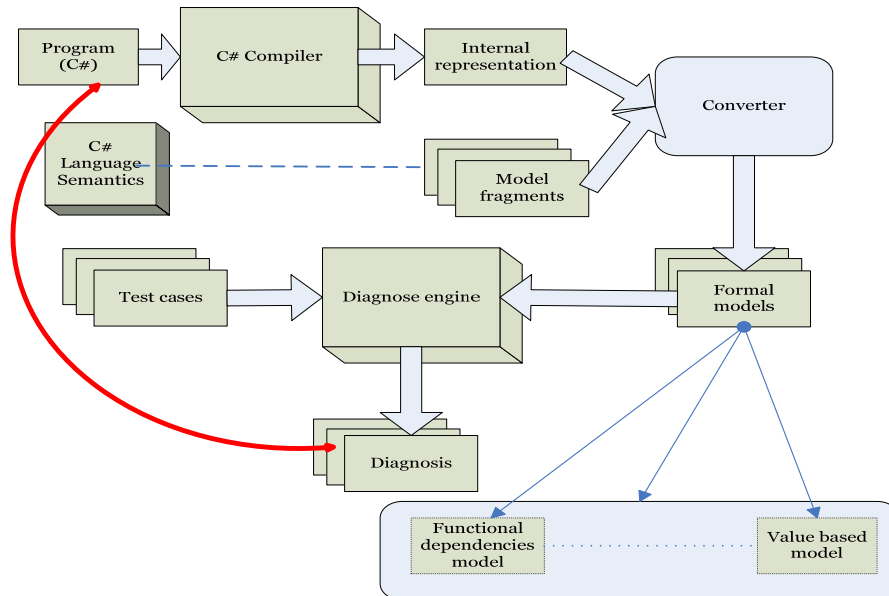 Program
(C#)
C# Compiler
Internal
representation
Converter
C#
Language
Semantics
Model
fragments
Test cases
Diagnose engine
Formal
models
Diagnosis
Functional
dependencies
model
Value based
model